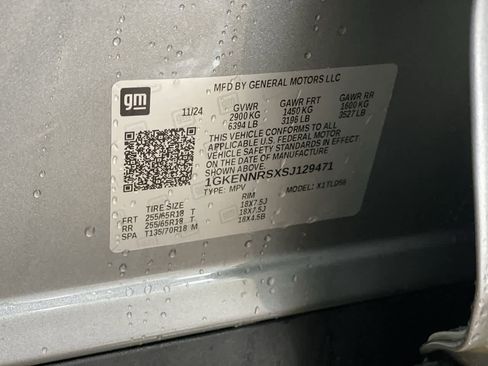 gm
MFD BY GENERAL MOTORS LLC
11/24 GVWR GAWR FRT GAWR RR
2900 KG 1450 KG 1600 KG
6394 LB 3196 LB 3527 LB
THIS VEHICLE CONFORMS TO ALL
APPLICABLE U.S. FEDERAL MOTOR
VEHICLE SAFETY STANDARDS IN EFFECT
ON THE DATE OF MANUFACTURE
1GKENNRSXSJ129471
TYPE: MPV MODEL: X1TLD56
TIRE SIZE RIM
FRT 255/65R18 T 18X7.5J
RR 255/65R18 T 18X7.5J
SPA T135/70R18 M 18X4.5B